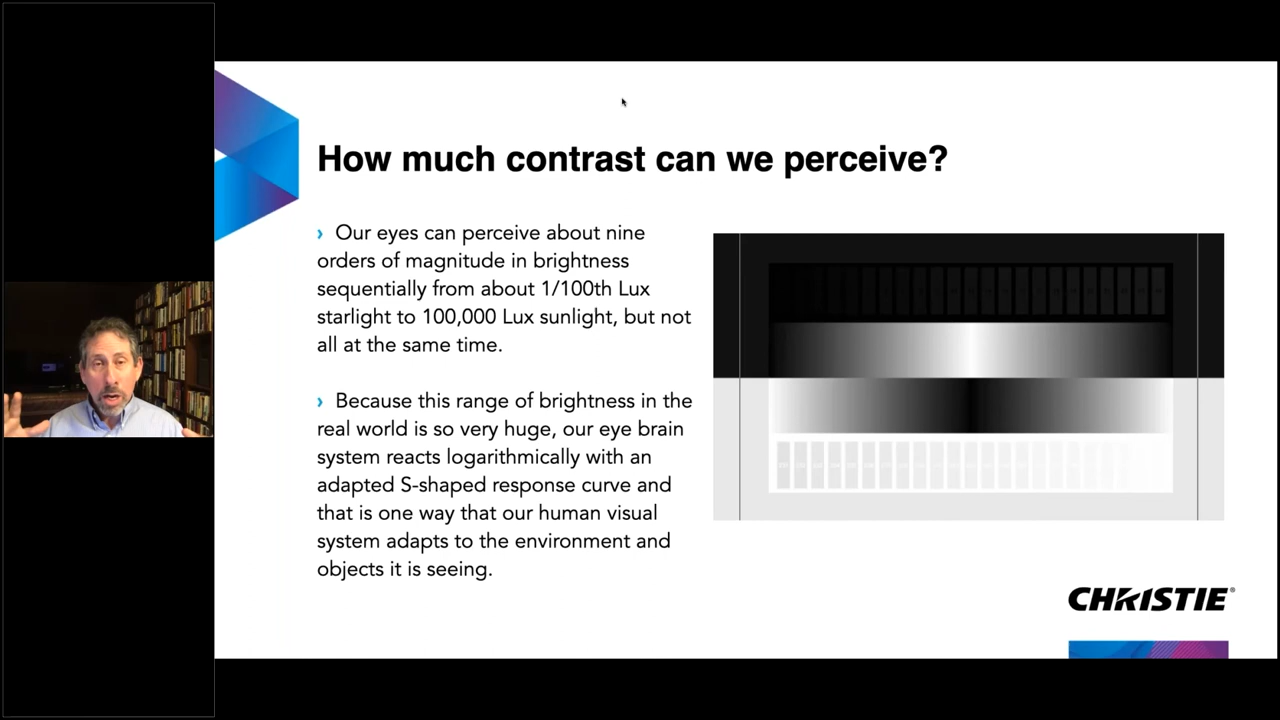 How much contrast can we perceive?
› Our eyes can perceive about nine
orders of magnitude in brightness
sequentially from about 1/100th Lux
starlight to 100,000 Lux sunlight, but not
all at the same time.
› Because this range of brightness in the
real world is so very huge, our eye brain
system reacts logarithmically with an
adapted S-shaped response curve and
that is one way that our human visual
system adapts to the environment and
objects it is seeing.
CHRISTIE®